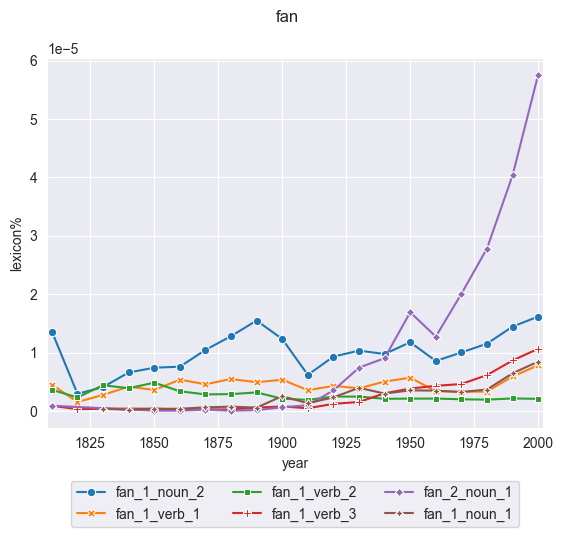 fan
1e−5
6
5
4
3
2
1
0
lexicon%
1825 1850 1875 1900 1925 1950 1975 2000
year
fan_1_noun_2 fan_1_verb_2 fan_2_noun_1
fan_1_verb_1 fan_1_verb_3 fan_1_noun_1